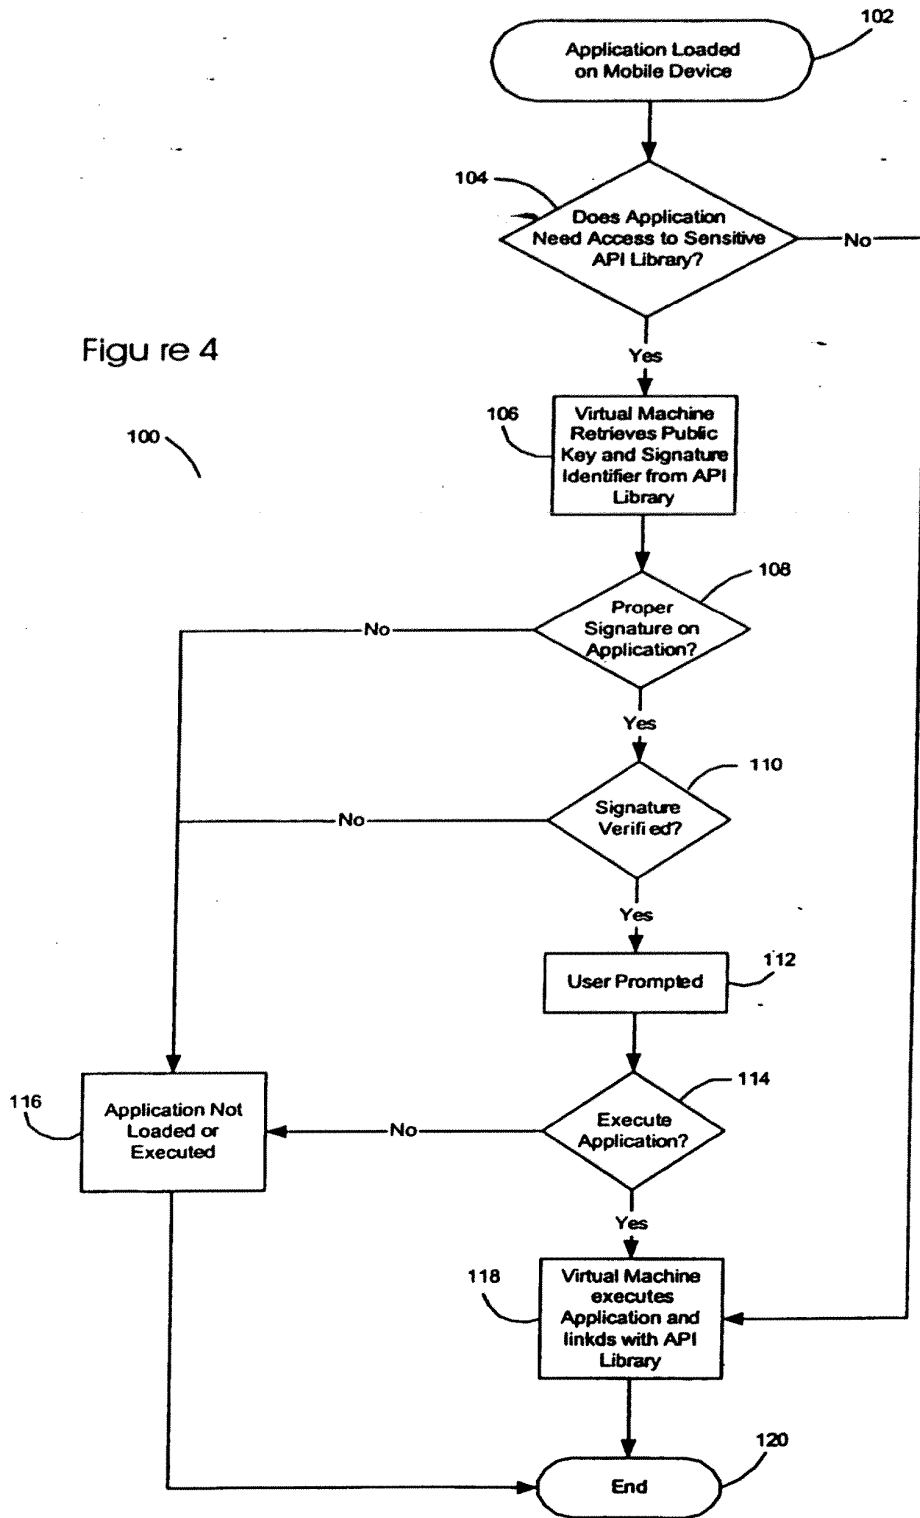 102
Application Loaded
on Mobile Device
104
Does Application
Need Access to Sensitive
API Library?
No
Yes
Figu re 4
100
106
Virtual Machine
Retrieves Public
Key and Signature
Identifier from API
Library
108
Proper
Signature on
Application?
No
Yes
110
Signature
Verified?
No
Yes
112
User Prompted
114
Execute
Application?
No
116
Application Not
Loaded or
Executed
Yes
118
Virtual Machine
executes
Application and
linkds with API
Library
120
End